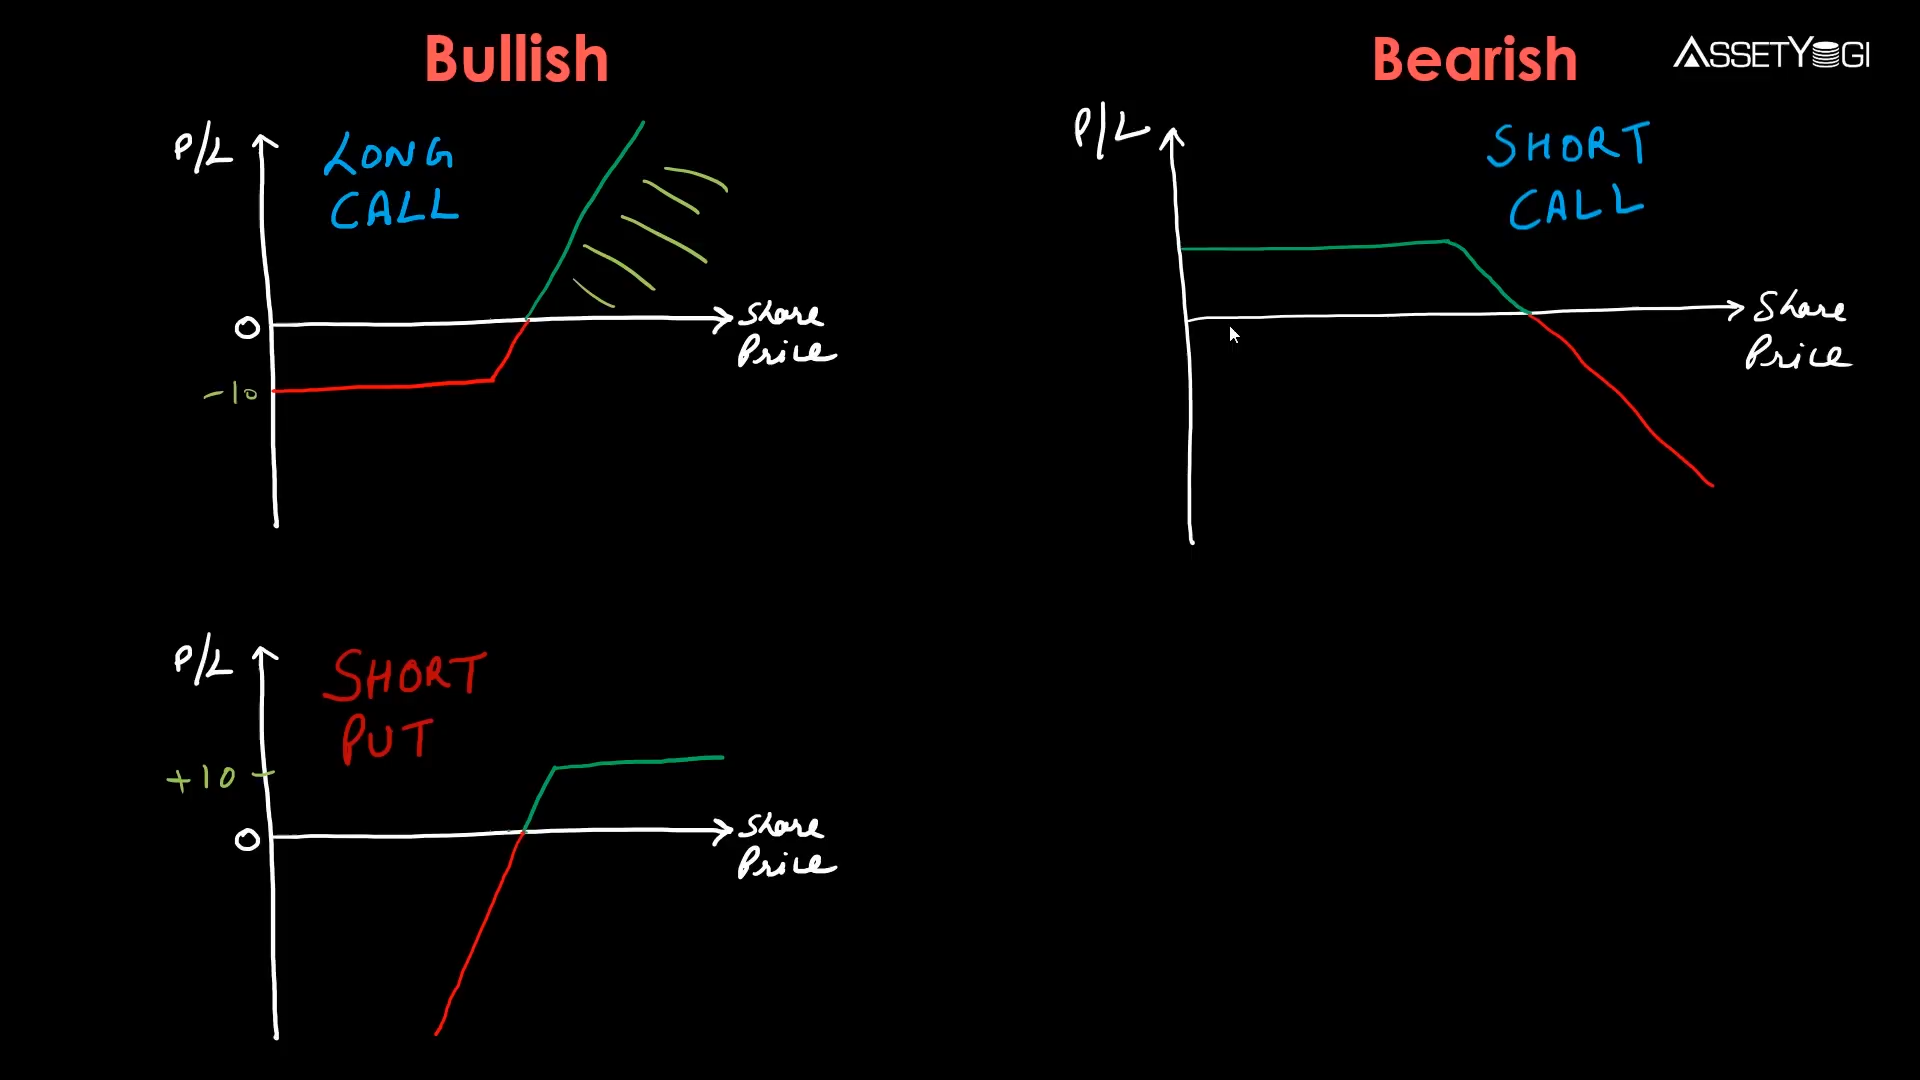 Bullish
Bearish
ASSETYOGI
P/L
LONG
CALL
0
-10
Share
Price
P/L
SHORT
CALL
Share
Price
P/L
SHORT
PUT
+10
0
Share
Price